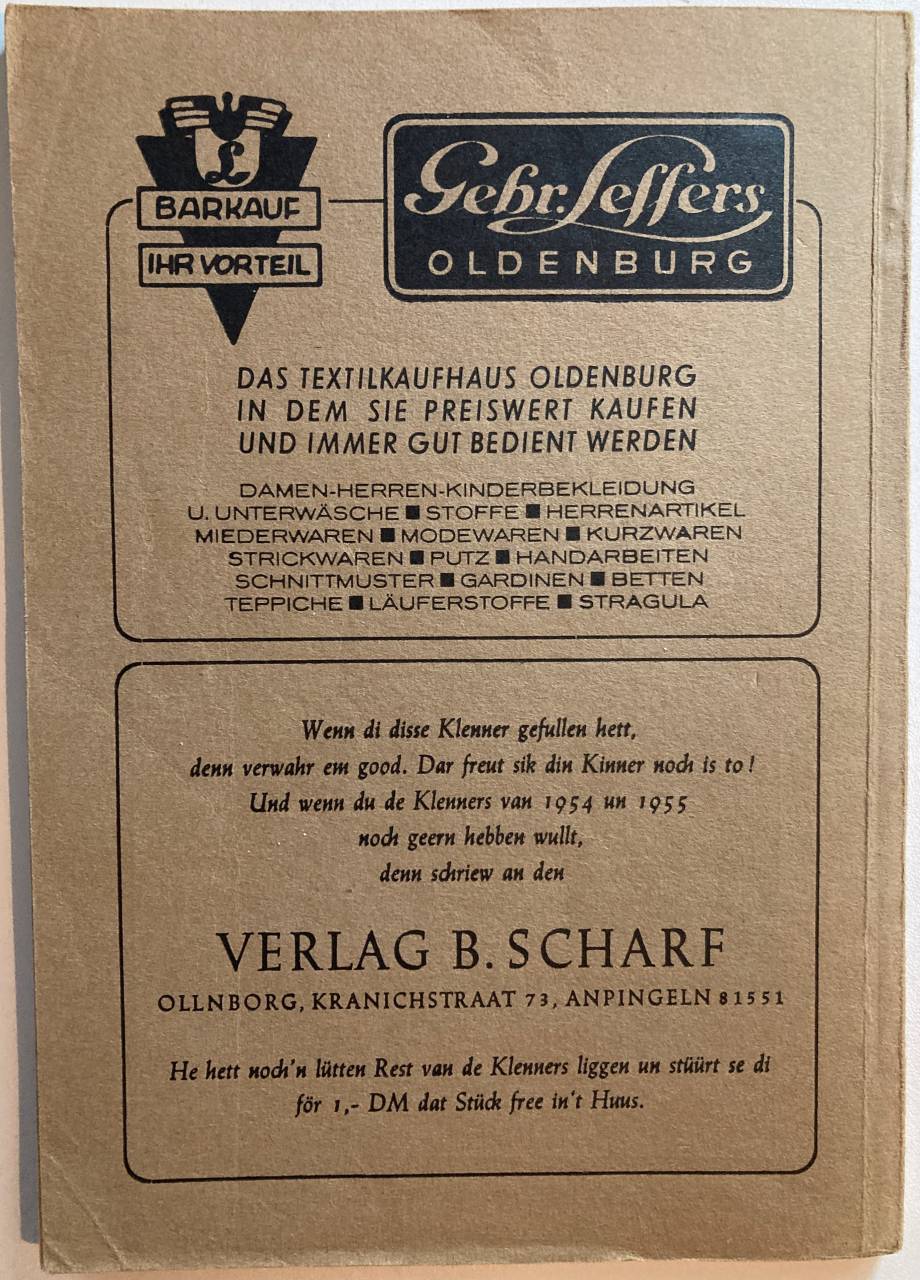 L
BARKAUF
IHR VORTEIL
Gebr. Leffers
OLDENBURG
DAS TEXTILKAUFHAUS OLDENBURG
IN DEM SIE PREISWERT KAUFEN
UND IMMER GUT BEDIENT WERDEN
DAMEN-HERREN-KINDERBEKLEIDUNG
U. UNTERWÄSCHE ■ STOFFE ■ HERRENARTIKEL
MIEDERWAREN ■ MODEWAREN ■ KURZWAREN
STRICKWAREN ■ PUTZ ■ HANDARBEITEN
SCHNITTMUSTER ■ GARDINEN ■ BETTEN
TEPPICHE ■ LÄUFERSTOFFE ■ STRAGULA
Wenn di disse Klenner gefullen hett,
denn verwahr em good. Dar freut sik din Kinner noch is to!
Und wenn du de Klenners van 1954 un 1955
noch geern hebben wullt,
denn schriew an den
VERLAG B. SCHARF
OLLNBORG, KRANICHSTRAAT 73, ANPINGELN 81551
He hett noch'n lütten Rest van de Klenners liggen un stüürt se di
för 1,- DM dat Stück free in't Huus.